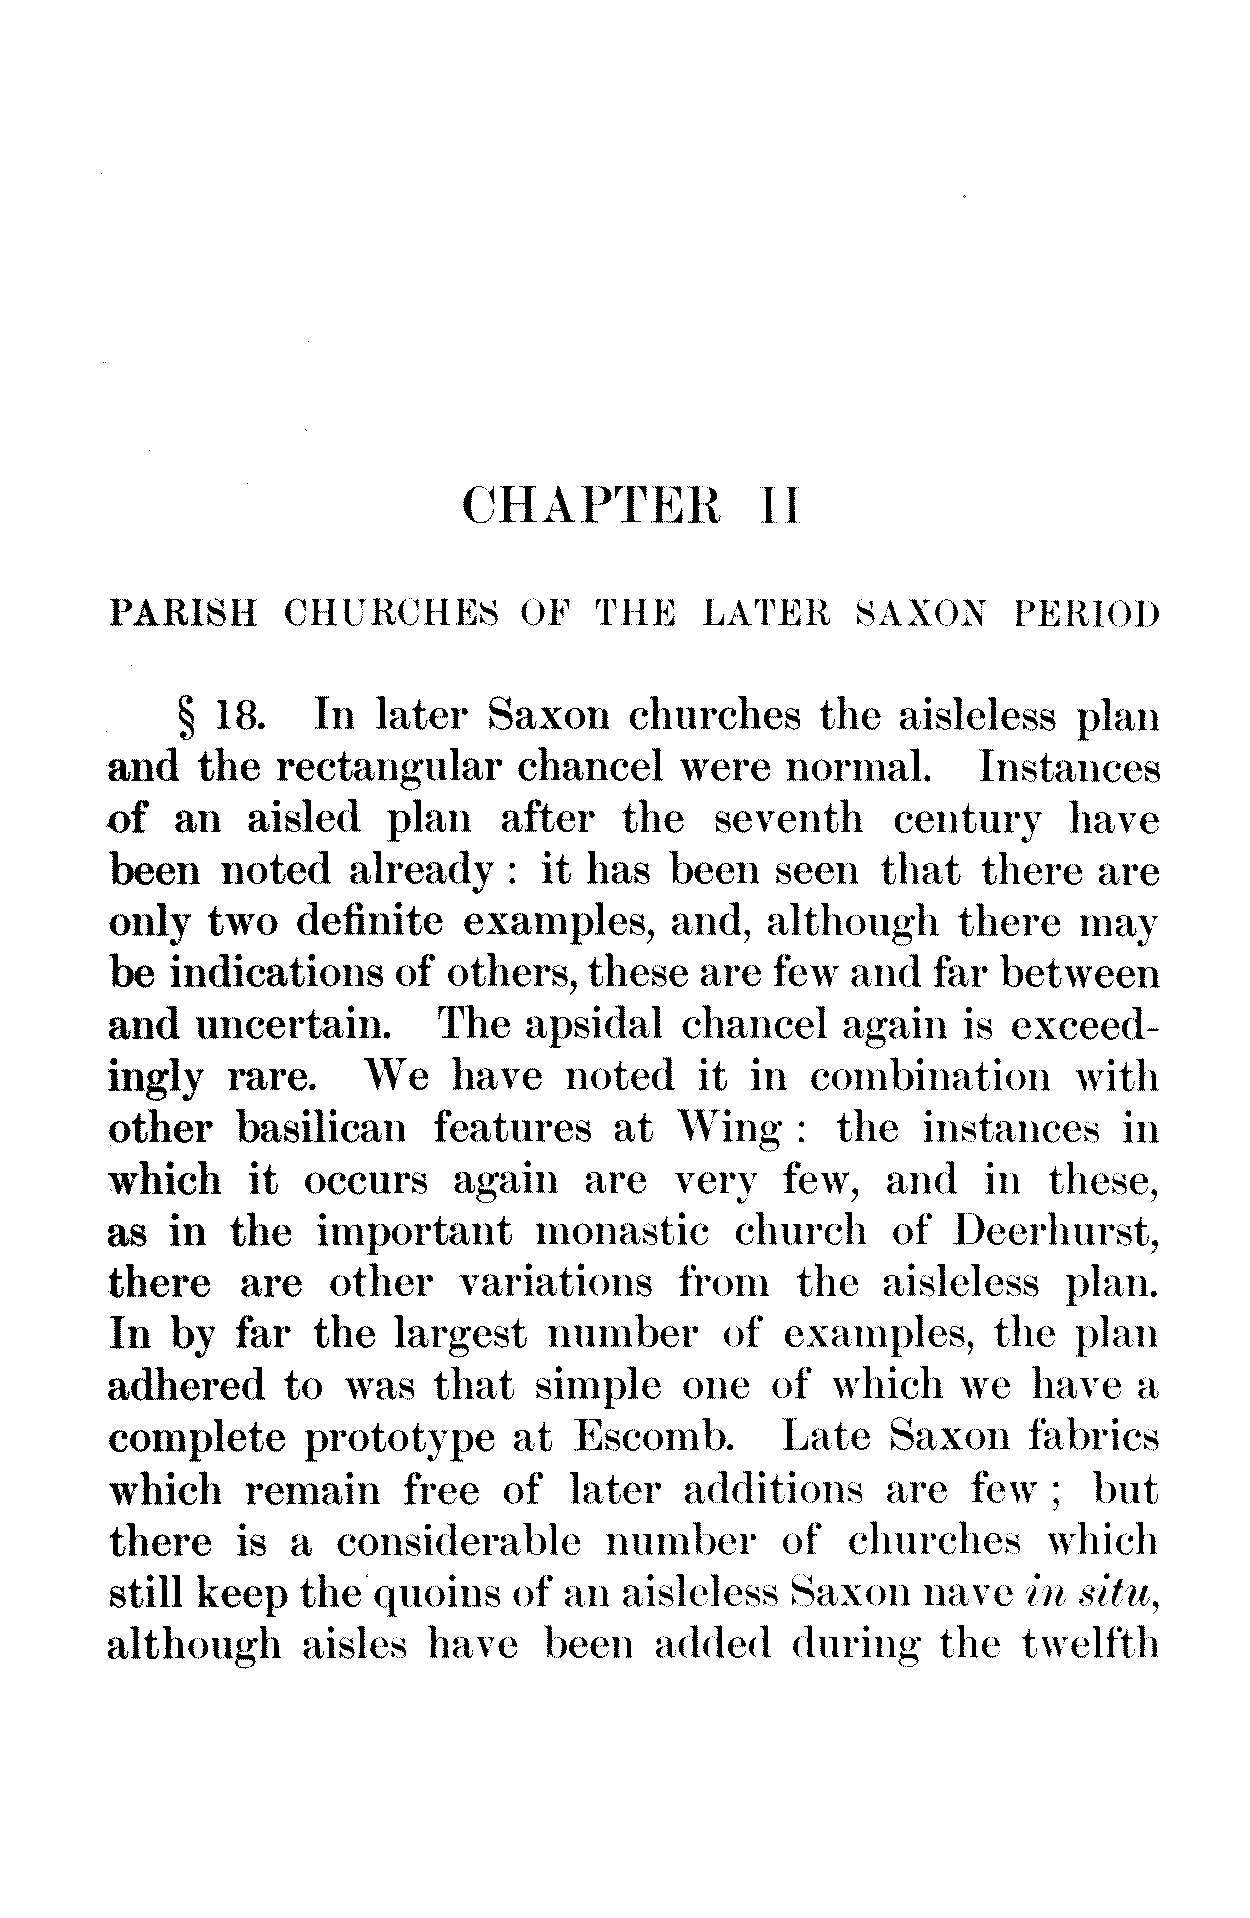 CHAPTER II
PARISH CHURCHES OF THE LATER SAXON PERIOD
§ 18. In later Saxon churches the aisleless plan
and the rectangular chancel were normal. Instances
of an aisled plan after the seventh century have
been noted already : it has been seen that there are
only two definite examples, and, although there may
be indications of others, these are few and far between
and uncertain. The apsidal chancel again is exceed-
ingly rare. We have noted it in combination with
other basilican features at Wing : the instances in
which it occurs again are very few, and in these,
as in the important monastic church of Deerhurst,
there are other variations from the aisleless plan.
In by far the largest number of examples, the plan
adhered to was that simple one of which we have a
complete prototype at Escomb. Late Saxon fabrics
which remain free of later additions are few ; but
there is a considerable number of churches which
still keep the quoins of an aisleless Saxon nave in situ,
although aisles have been added during the twelfth